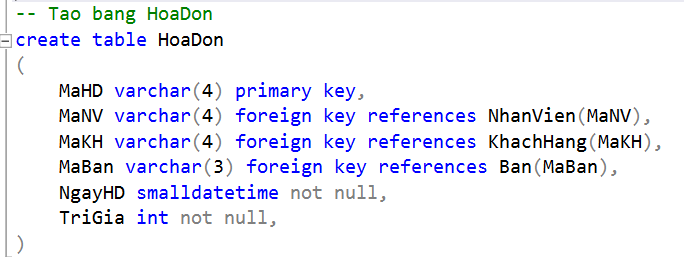 -- Tao bang HoaDon
create table HoaDon
(
MaHD varchar(4) primary key,
MaNV varchar(4) foreign key references NhanVien(MaNV),
MaKH varchar(4) foreign key references KhachHang(MaKH),
MaBan varchar(3) foreign key references Ban(MaBan),
NgayHD smalldatetime not null,
TriGia int not null,
)